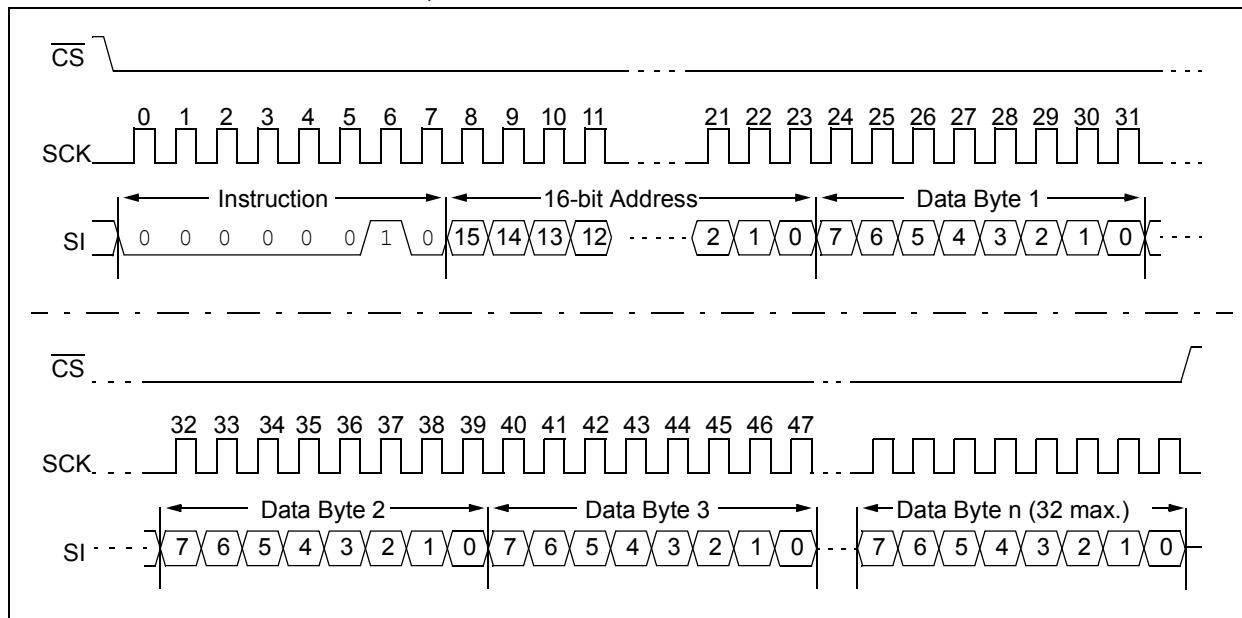 CS
0 1 2 3 4 5 6 7 8 9 10 11 21 22 23 24 25 26 27 28 29 30 31
SCK
Instruction 16-bit Address Data Byte 1
SI 0 0 0 0 0 0 1 0 15 14 13 12 2 1 0 7 6 5 4 3 2 1 0
CS
32 33 34 35 36 37 38 39 40 41 42 43 44 45 46 47
SCK
Data Byte 2 Data Byte 3 Data Byte n (32 max.)
SI 7 6 5 4 3 2 1 0 7 6 5 4 3 2 1 0 7 6 5 4 3 2 1 0